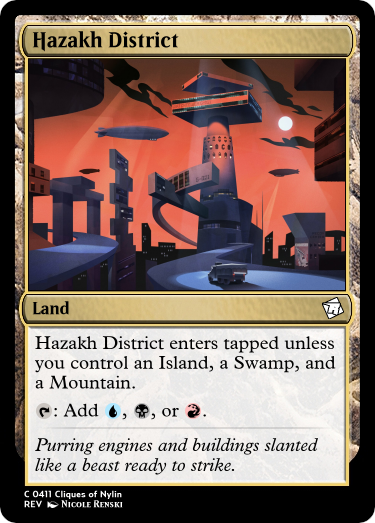 Hazakh District
Land
Hazakh District enters tapped unless
you control an Island, a Swamp, and
a Mountain.
: Add , , or .
Purring engines and buildings slanted
like a beast ready to strike.
C 0411 Cliques of Nylin
REV Nicole Renski